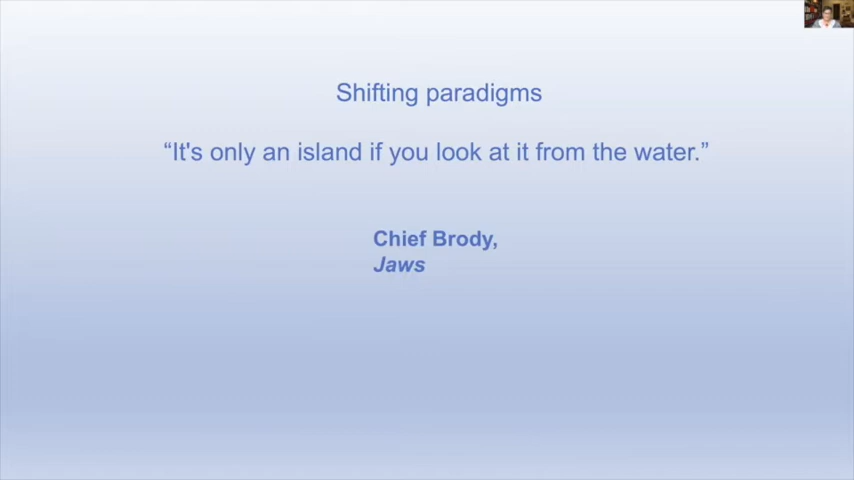 Shifting paradigms
“It's only an island if you look at it from the water.”
Chief Brody,
Jaws